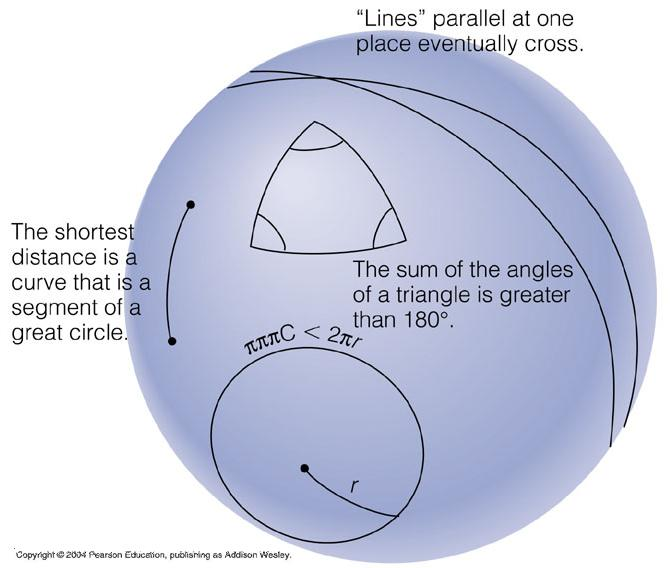 “Lines” parallel at one
place eventually cross.
The shortest
distance is a
curve that is a
segment of a
great circle.
The sum of the angles
of a triangle is greater
than 180°.
πππC < 2πr
r
Copyright © 2004 Pearson Education, publishing as Addison Wesley.